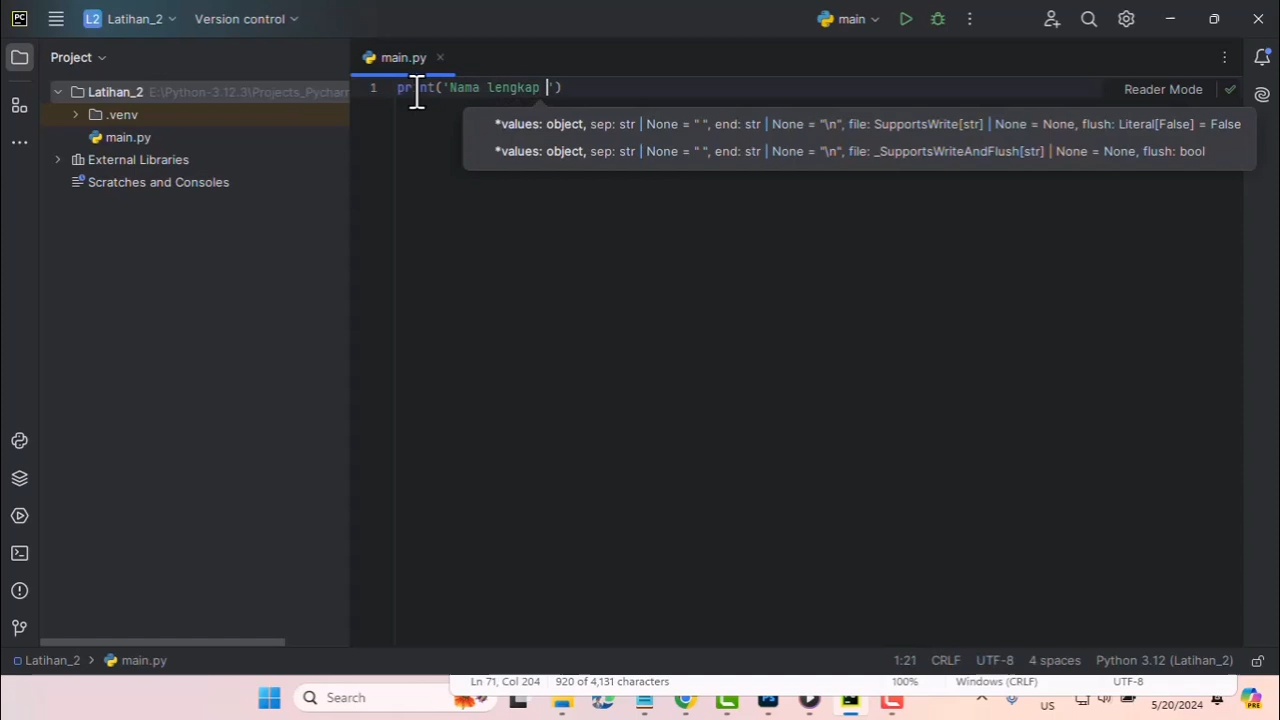 PC
L2 Latihan_2
Version control
main
Project
main.py
Latihan_2 E:\Python-3.12.3\Projects_Pycharm
.venv
main.py
External Libraries
Scratches and Consoles
1 print('Nama lengkap ')
Reader Mode
*values: object, sep: str | None = " ", end: str | None = "\n", file: SupportsWrite[str] | None = None, flush: Literal[False] = False
*values: object, sep: str | None = " ", end: str | None = "\n", file: _SupportsWriteAndFlush[str] | None = None, flush: bool
Latihan_2 > main.py
1:21 CRLF UTF-8 4 spaces Python 3.12 (Latihan_2)
Ln 71, Col 204 920 of 4,131 characters 100% Windows (CRLF) UTF-8
Search
US
5/20/2024
PRE